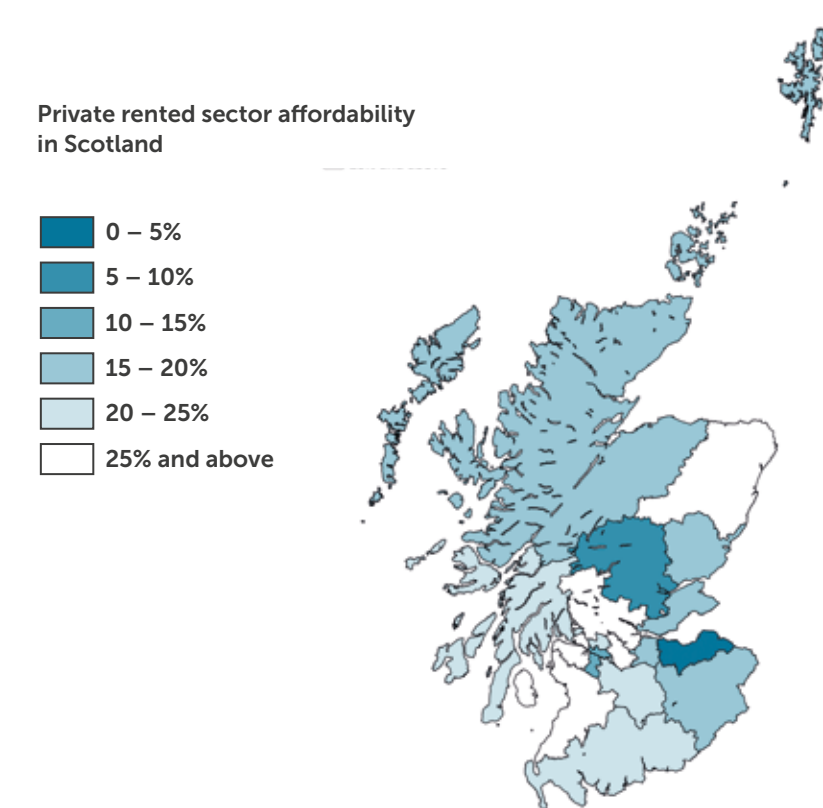 Private rented sector affordability
in Scotland
0 – 5%
5 – 10%
10 – 15%
15 – 20%
20 – 25%
25% and above